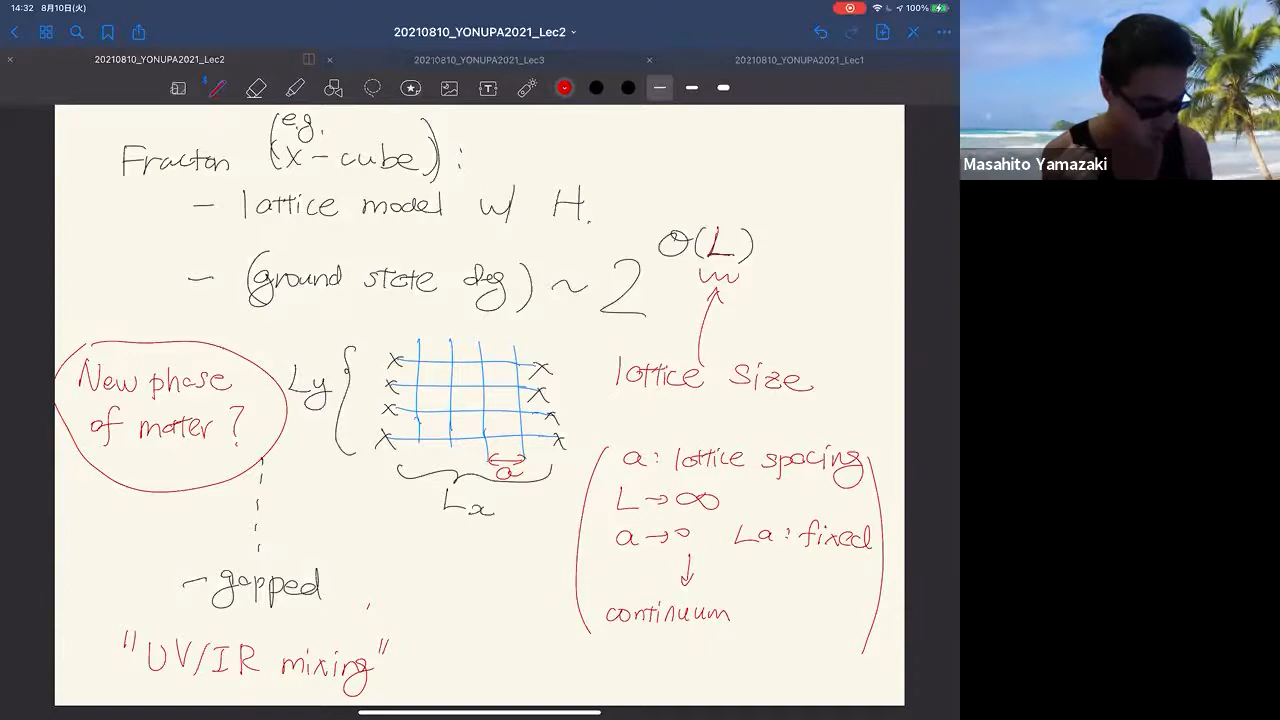 14:32 8月10日(火)
100%
20210810_YONUPA2021_Lec2
20210810_YONUPA2021_Lec2
20210810_YONUPA2021_Lec3
20210810_YONUPA2021_Lec1
Masahito Yamazaki
Fracton (e.g. X-cube) :
- lattice model w/ H.
- (ground state deg) ~ 2^O(L)
lattice size
New phase
of matter ?
Ly
a
Lx
a : lattice spacing
L → ∞
a → 0 La : fixed
↓
continuum
- gapped
"UV/IR mixing"